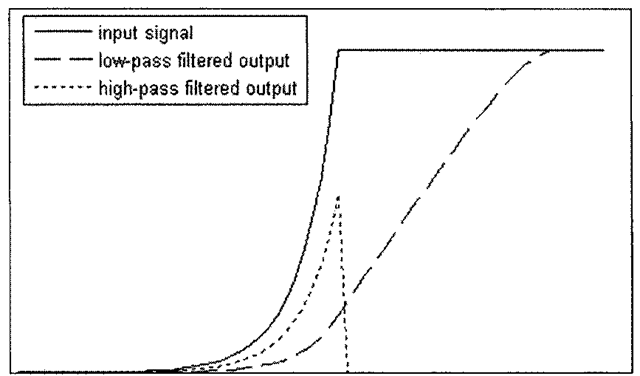 input signal
low-pass filtered output
high-pass filtered output